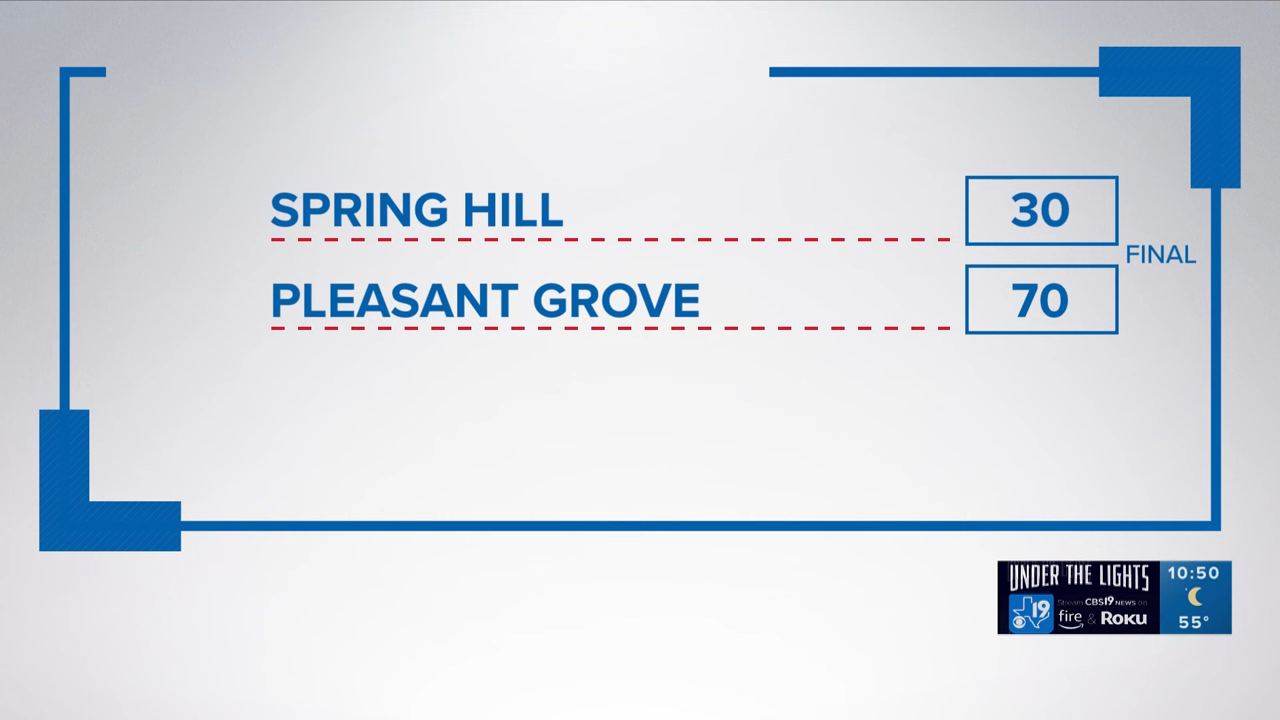 SPRING HILL 30
FINAL
PLEASANT GROVE 70
UNDER THE LIGHTS
10:50
19
Stream CBS19 NEWS on
fire & Roku
55°